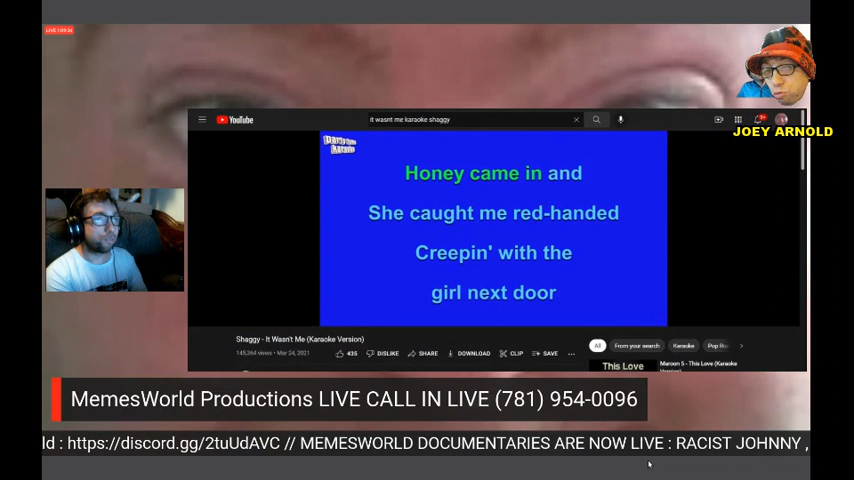 LIVE
YouTube
it wasnt me karaoke shaggy
9+
JOEY ARNOLD
party tyme
karaoke
Honey came in and
She caught me red-handed
Creepin' with the
girl next door
Shaggy - It Wasn't Me (Karaoke Version)
145,364 views • Mar 24, 2021
435 DISLIKE SHARE DOWNLOAD CLIP SAVE
All From your search Karaoke Pop Ro
This Love
Maroon 5 - This Love (Karaoke
Version)
MemesWorld Productions LIVE CALL IN LIVE (781) 954-0096
ld : https://discord.gg/2tuUdAVC // MEMESWORLD DOCUMENTARIES ARE NOW LIVE : RACIST JOHNNY ,